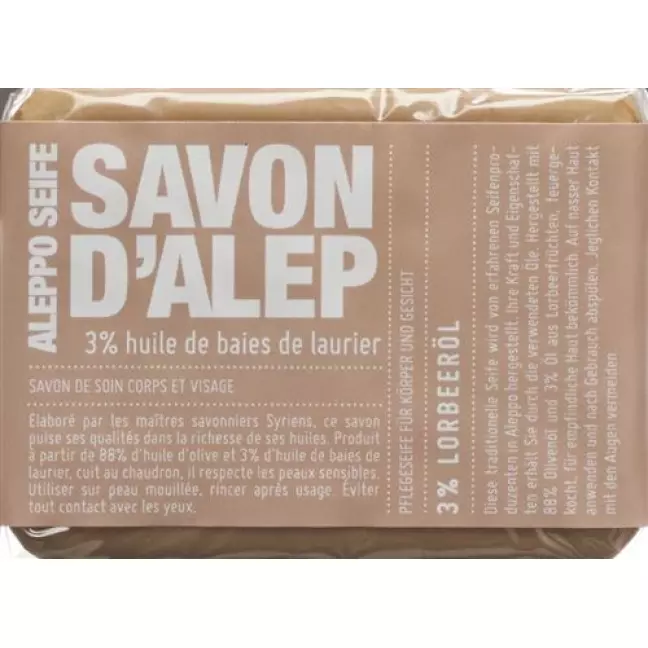 ALEPPO SEIFE
SAVON
D'ALEP
3% huile de baies de laurier
SAVON DE SOIN CORPS ET VISAGE
Elaboré par les maîtres savonniers Syriens, ce savon
puise ses qualités dans la richesse de ses huiles. Produit
à partir de 88% d'huile d'olive et 3% d'huile de baies de
laurier, cuit au chaudron, il respecte les peaux sensibles.
Utiliser sur peau mouillée, rincer après usage. Eviter
tout contact avec les yeux.
PFLEGESEIFE FÜR KÖRPER UND GESICHT
3% LORBEERÖL
Diese traditionelle Seife wird von erfahrenen Seifenpro-
duzenten in Aleppo hergestellt. Ihre Kraft und Eigenschaf-
ten erhält Sie durch die verwendeten Öle. Hergestellt mit
88% Olivenöl und 3% Öl aus Lorbeerfrüchten, feuerge-
kocht, für empfindliche Haut bekömmlich. Auf nasser Haut
anwenden und nach Gebrauch abspülen. Jeglichen Kontakt
mit den Augen vermeiden